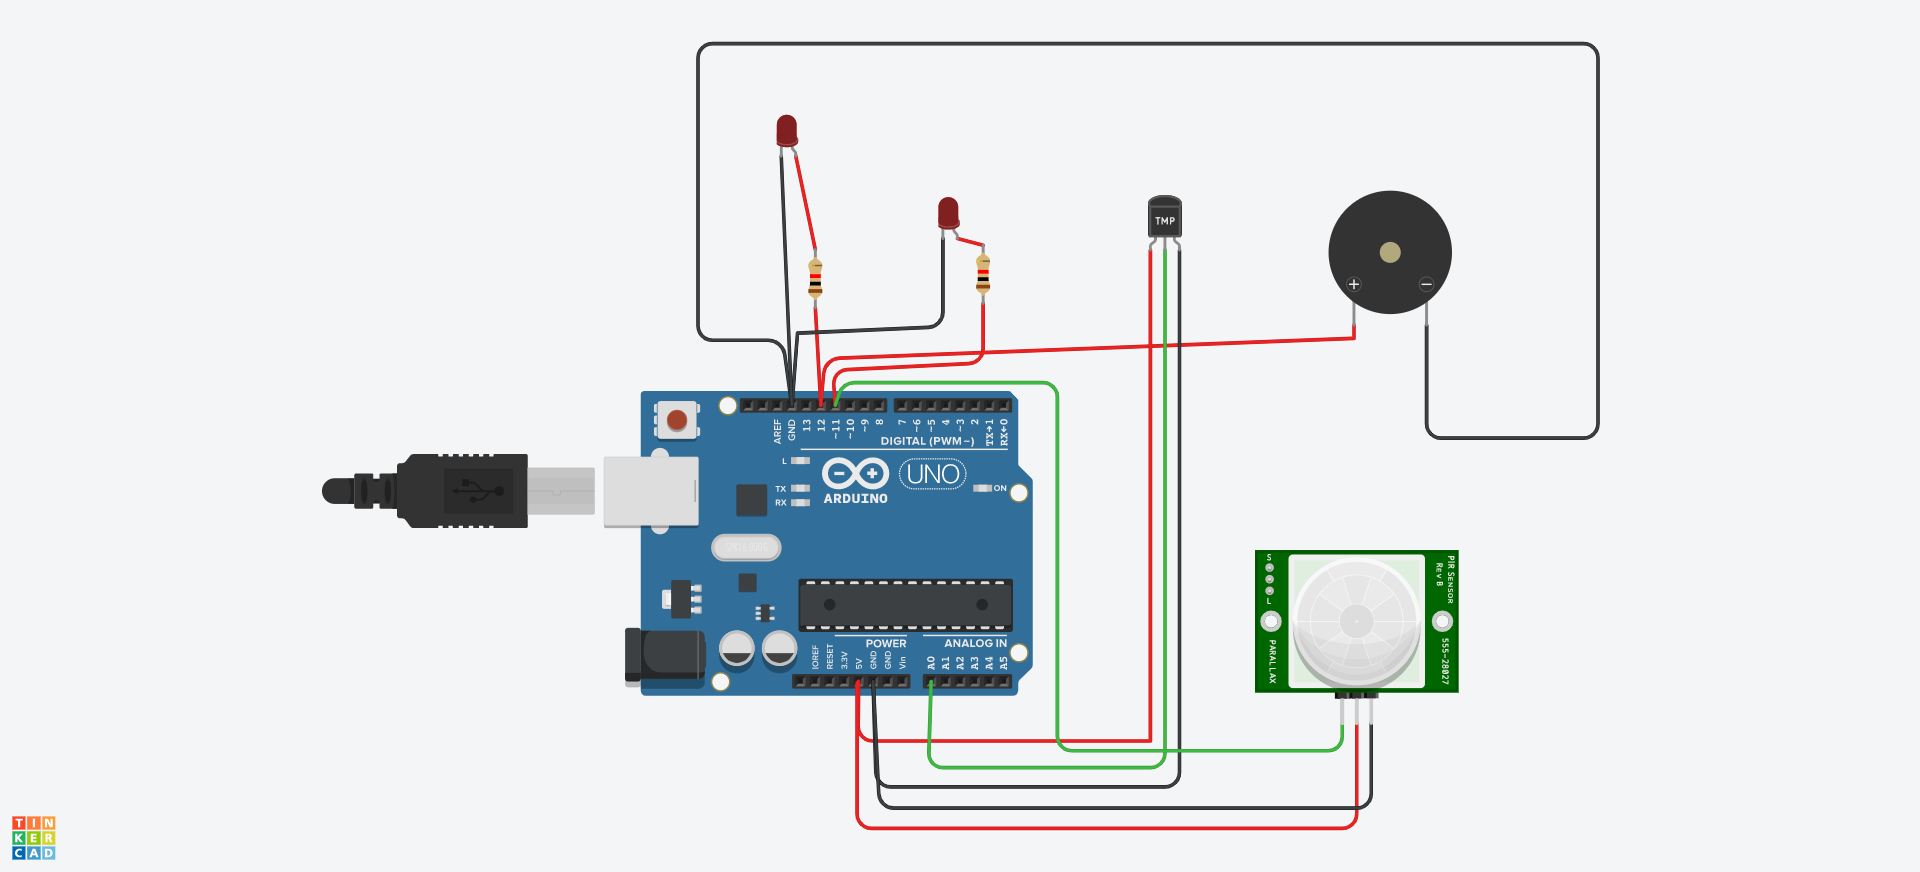 TMP
+
−
AREF
GND
13
12
~11
~10
~9
8
7
~6
~5
4
~3
2
TX→1
RX←0
DIGITAL (PWM~)
L
TX
RX
ARDUINO
UNO
ON
POWER
ANALOG IN
IOREF
RESET
3.3V
5V
GND
GND
Vin
A0
A1
A2
A3
A4
A5
S
L
PARALLAX
PIR SENSOR
REV B
555-28027
TIN
KER
CAD